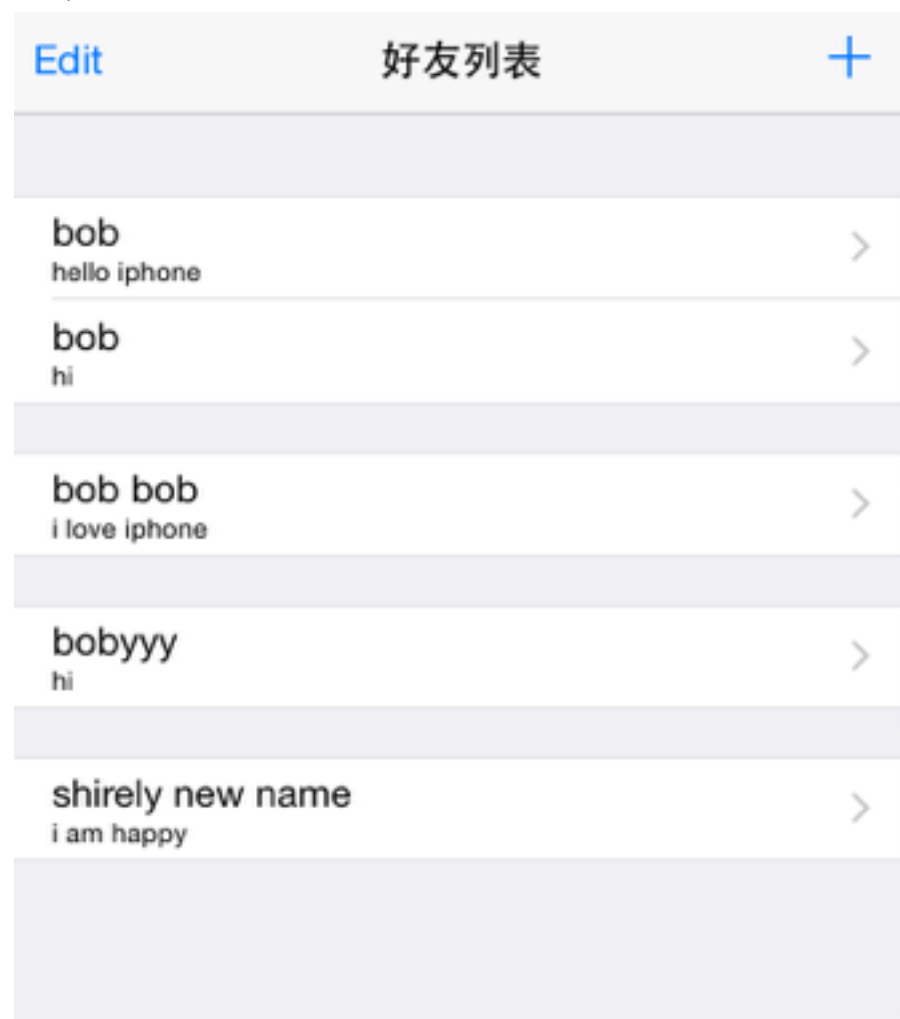 Edit 好友列表 +
bob
hello iphone
bob
hi
bob bob
i love iphone
bobyyy
hi
shirely new name
i am happy